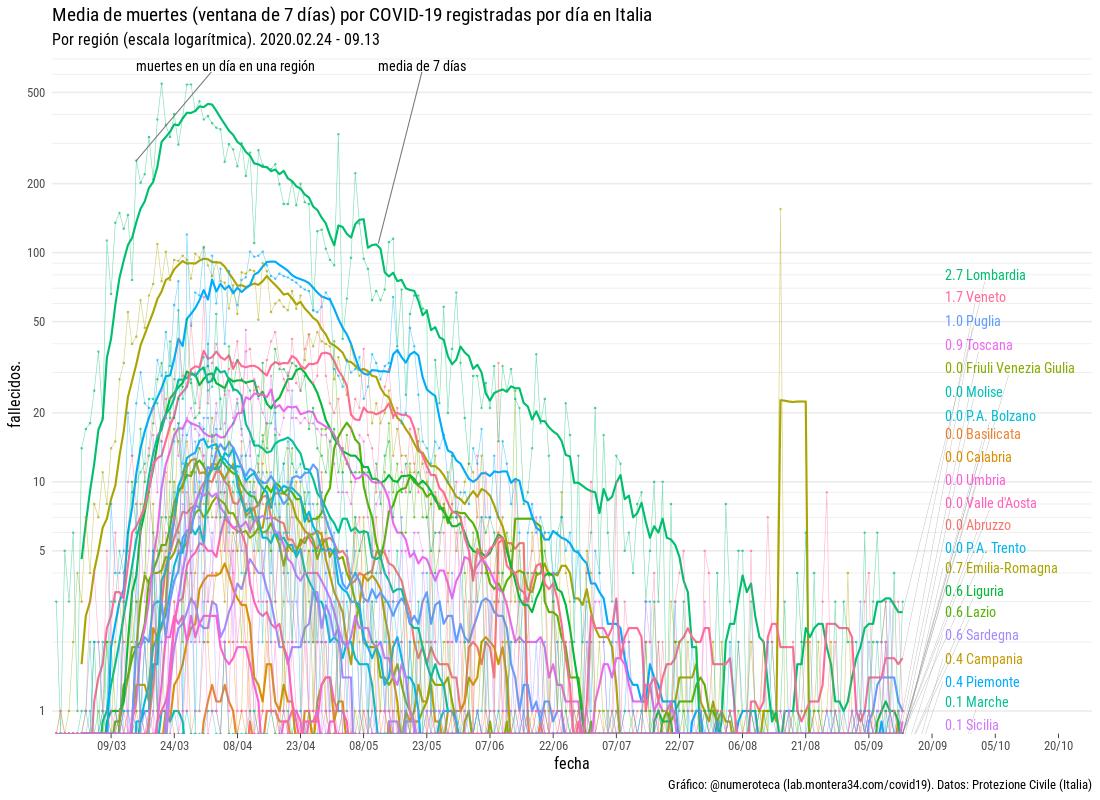 Media de muertes (ventana de 7 días) por COVID-19 registradas por día en Italia
Por región (escala logarítmica). 2020.02.24 - 09.13
muertes en un día en una región
media de 7 días
fallecidos.
500
200
100
50
20
10
5
1
2.7 Lombardia
1.7 Veneto
1.0 Puglia
0.9 Toscana
0.0 Friuli Venezia Giulia
0.0 Molise
0.0 P.A. Bolzano
0.0 Basilicata
0.0 Calabria
0.0 Umbria
0.0 Valle d'Aosta
0.0 Abruzzo
0.0 P.A. Trento
0.7 Emilia-Romagna
0.6 Liguria
0.6 Lazio
0.6 Sardegna
0.4 Campania
0.4 Piemonte
0.1 Marche
0.1 Sicilia
09/03
24/03
08/04
23/04
08/05
23/05
07/06
22/06
07/07
22/07
06/08
21/08
05/09
20/09
05/10
20/10
fecha
Gráfico: @numeroteca (lab.montera34.com/covid19). Datos: Protezione Civile (Italia)